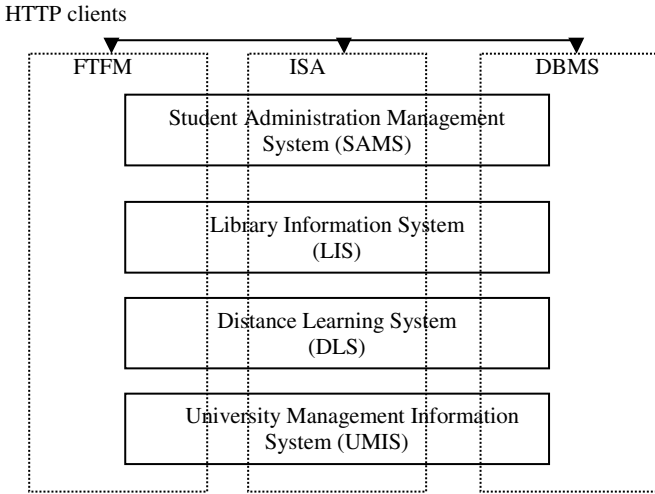 HTTP clients
FTFM ISA DBMS
Student Administration Management
System (SAMS)
Library Information System
(LIS)
Distance Learning System
(DLS)
University Management Information
System (UMIS)